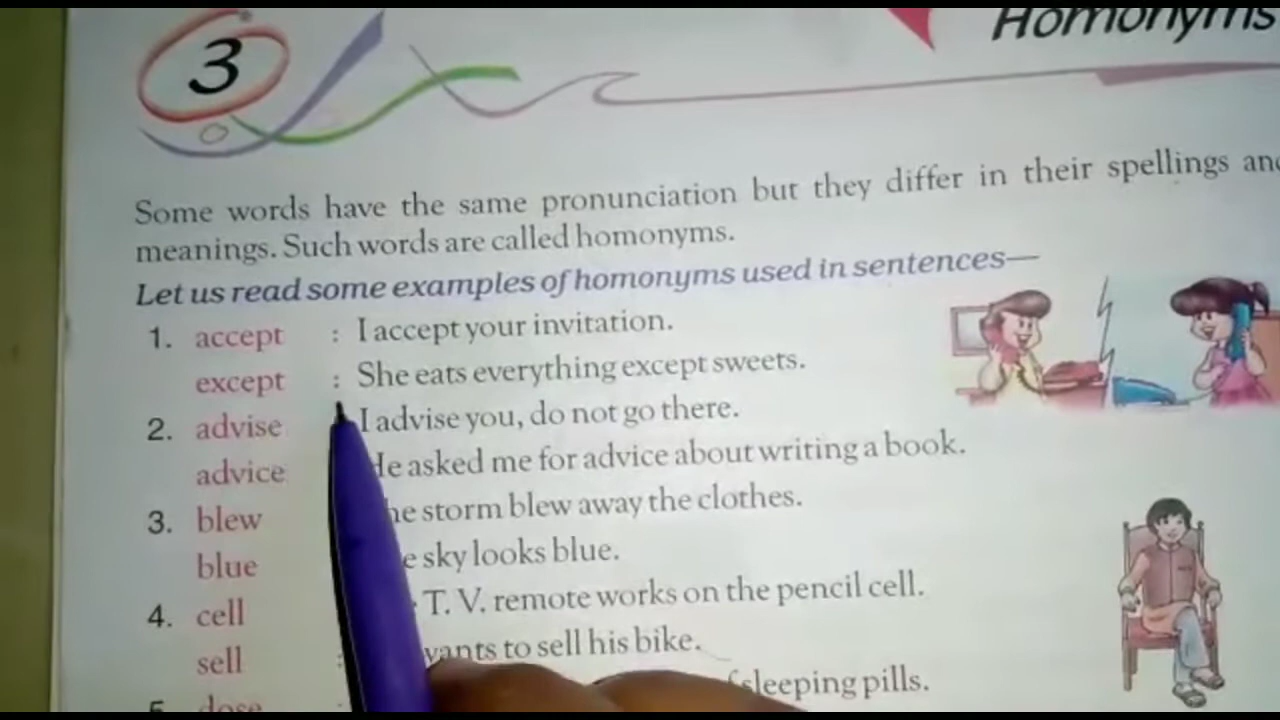 3
Homonyms
Some words have the same pronunciation but they differ in their spellings and
meanings. Such words are called homonyms.
Let us read some examples of homonyms used in sentences—
1. accept : I accept your invitation.
except : She eats everything except sweets.
2. advise I advise you, do not go there.
advice He asked me for advice about writing a book.
3. blew storm blew away the clothes.
blue sky looks blue.
4. cell T. V. remote works on the pencil cell.
sell : wants to sell his bike.
5. dose sleeping pills.